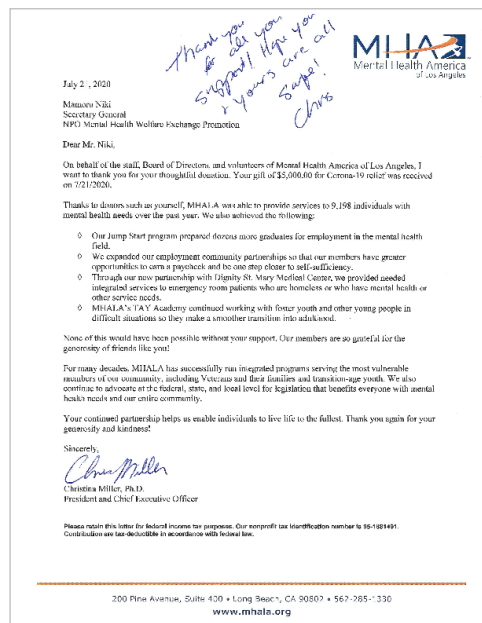 Thank you
for all you
support! Hope you
& yours are all
safe!
Chris
MHA
Mental Health America
of Los Angeles
July 21, 2020
Mamoru Niki
Secretary General
NPO Mental Health Welfare Exchange Promotion
Dear Mr. Niki,
On behalf of the staff, Board of Directors, and volunteers of Mental Health America of Los Angeles, I
want to thank you for your thoughtful donation. Your gift of $5,000.00 for Corona-19 relief was received
on 7/21/2020.
Thanks to donors such as yourself, MHALA was able to provide services to 9,198 individuals with
mental health needs over the past year. We also achieved the following:
◊ Our Jump Start program prepared dozens more graduates for employment in the mental health
field.
◊ We expanded our employment community partnerships so that our members have greater
opportunities to earn a paycheck and be one step closer to self-sufficiency.
◊ Through our new partnership with Dignity St. Mary Medical Center, we provided needed
integrated services to emergency room patients who are homeless or who have mental health or
other service needs.
◊ MHALA's TAY Academy continued working with foster youth and other young people in
difficult situations so they make a smoother transition into adulthood.
None of this would have been possible without your support. Our members are so grateful for the
generosity of friends like you!
For many decades, MHALA has successfully run integrated programs serving the most vulnerable
members of our community, including Veterans and their families and transition-age youth. We also
continue to advocate at the federal, state, and local level for legislation that benefits everyone with mental
health needs and our entire community.
Your continued partnership helps us enable individuals to live life to the fullest. Thank you again for your
generosity and kindness!
Sincerely,
Chris Miller
Christina Miller, Ph.D.
President and Chief Executive Officer
Please retain this letter for federal income tax purposes. Our nonprofit tax identification number is 95-1881491.
Contribution are tax-deductible in accordance with federal law.
200 Pine Avenue, Suite 400 • Long Beach, CA 90802 • 562-285-1330
www.mhala.org